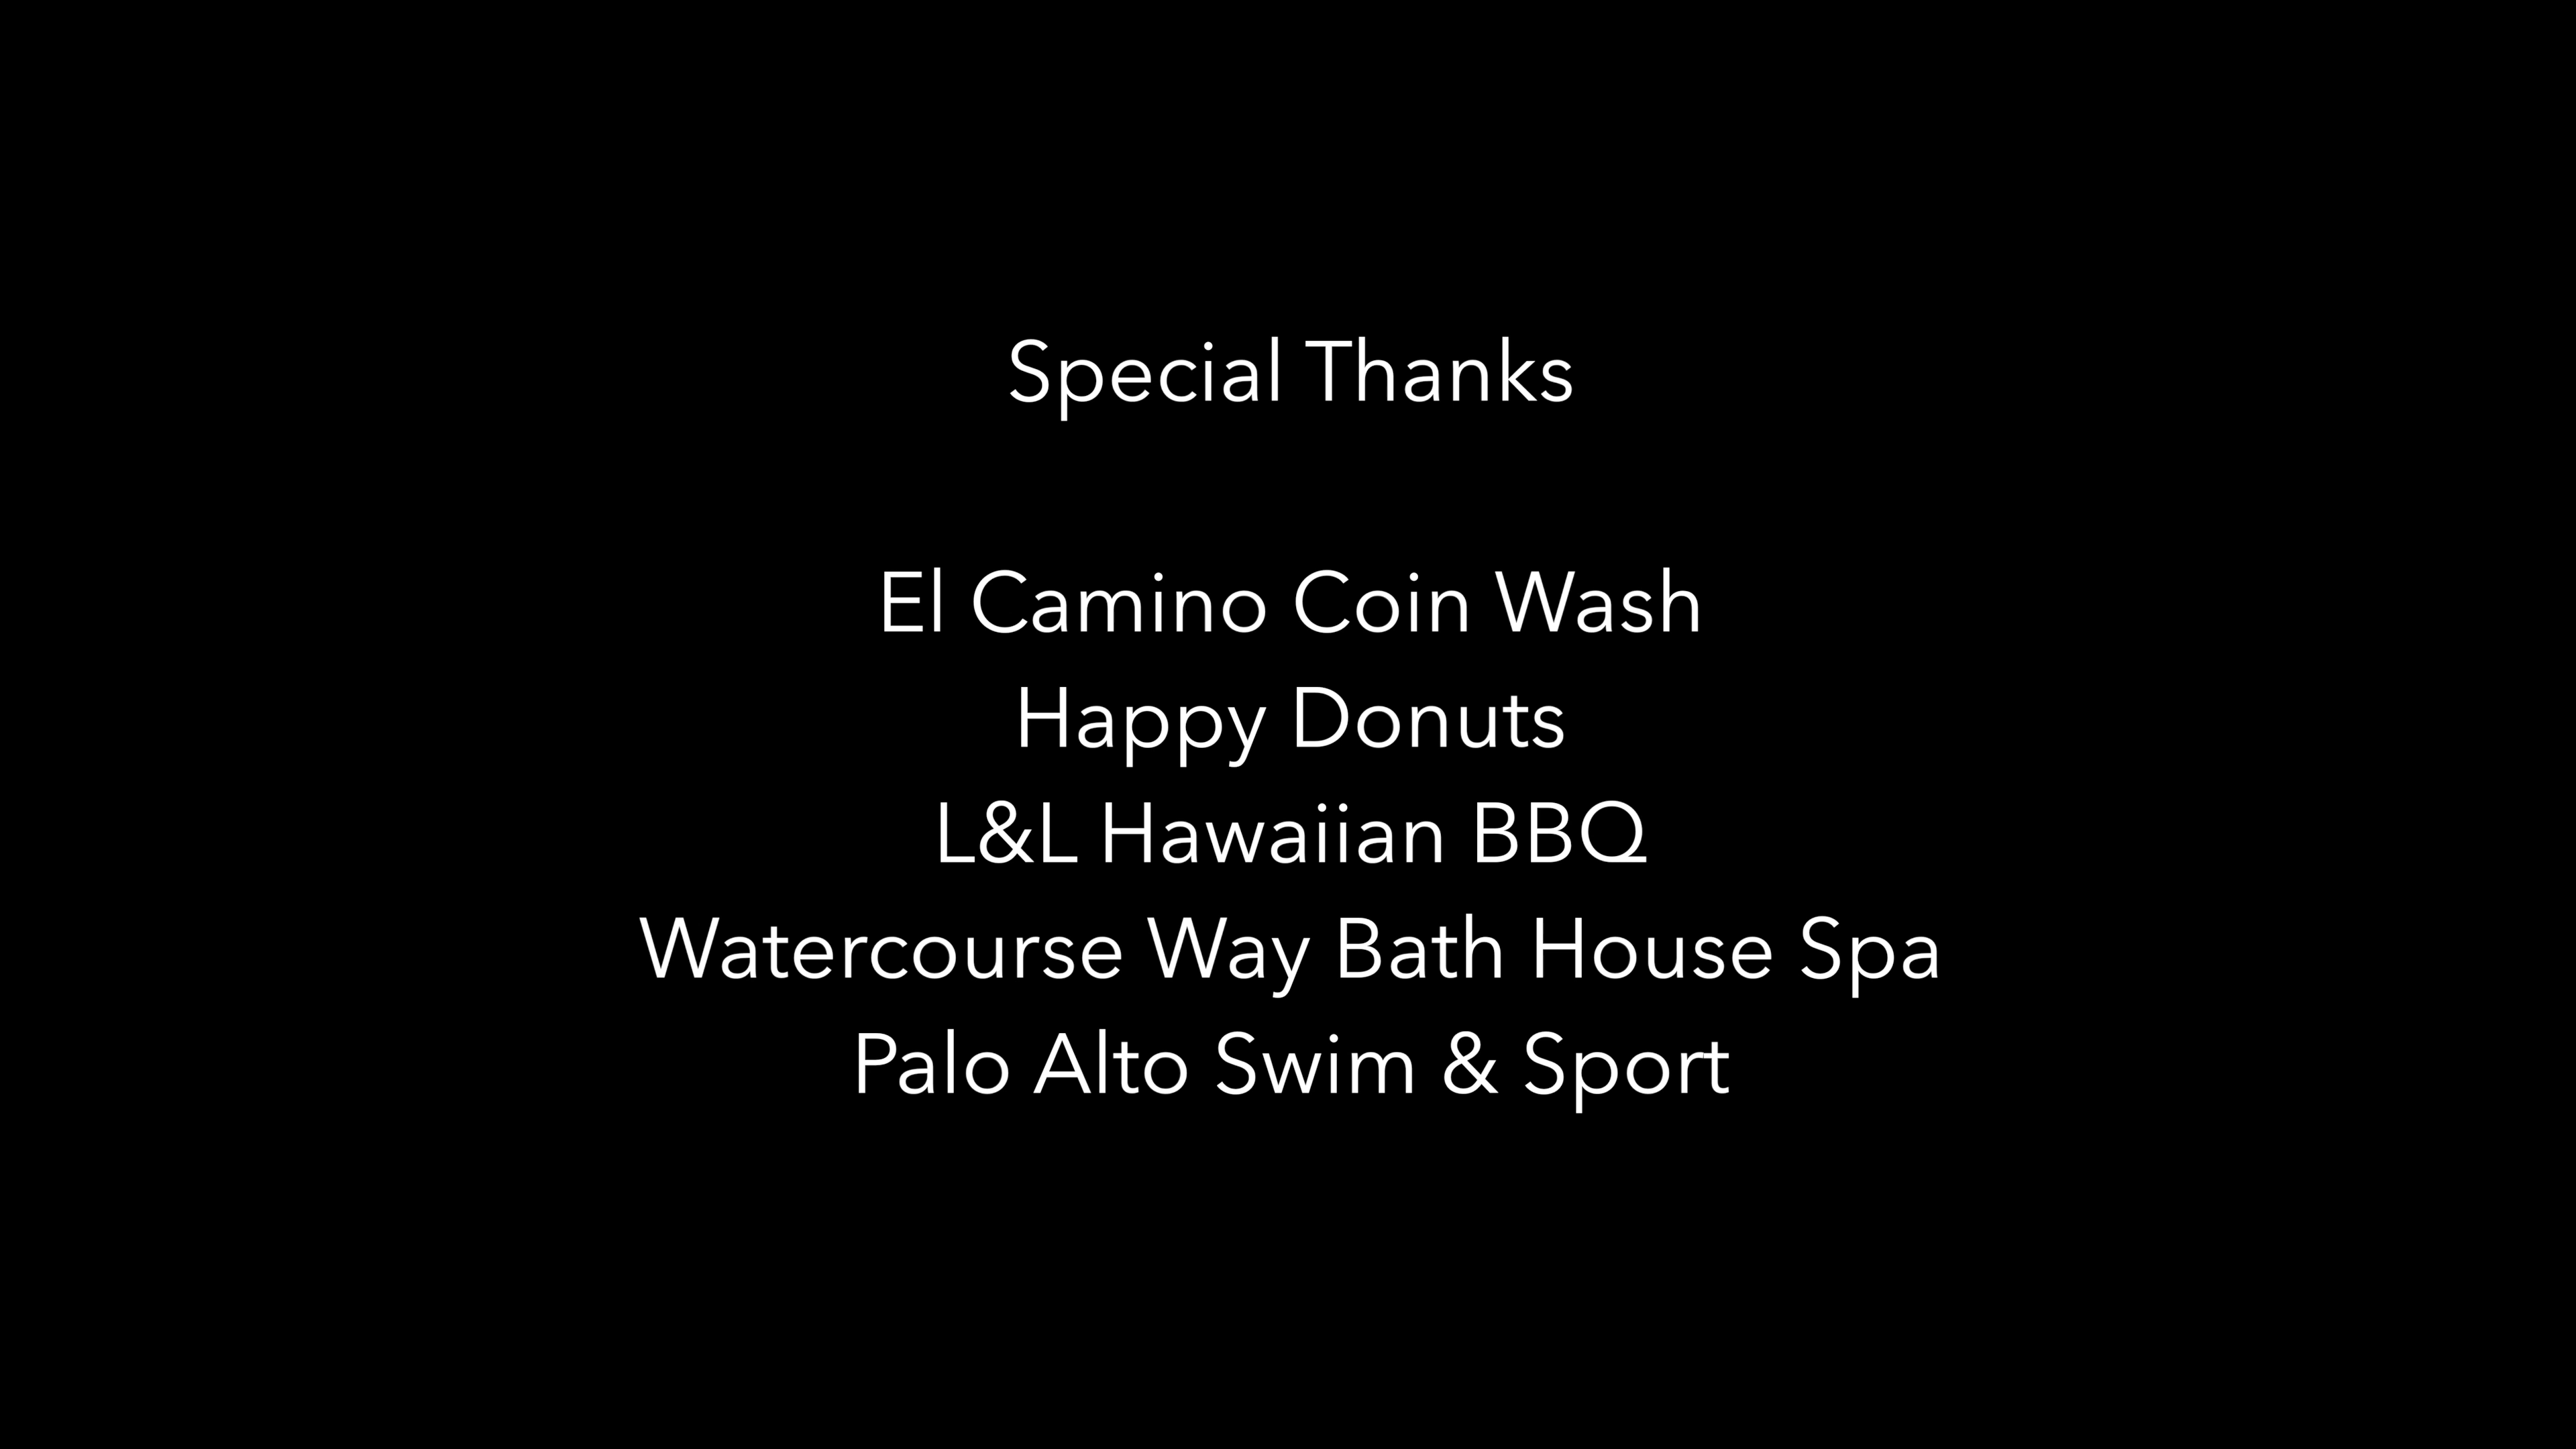 Special Thanks
El Camino Coin Wash
Happy Donuts
L&L Hawaiian BBQ
Watercourse Way Bath House Spa
Palo Alto Swim & Sport